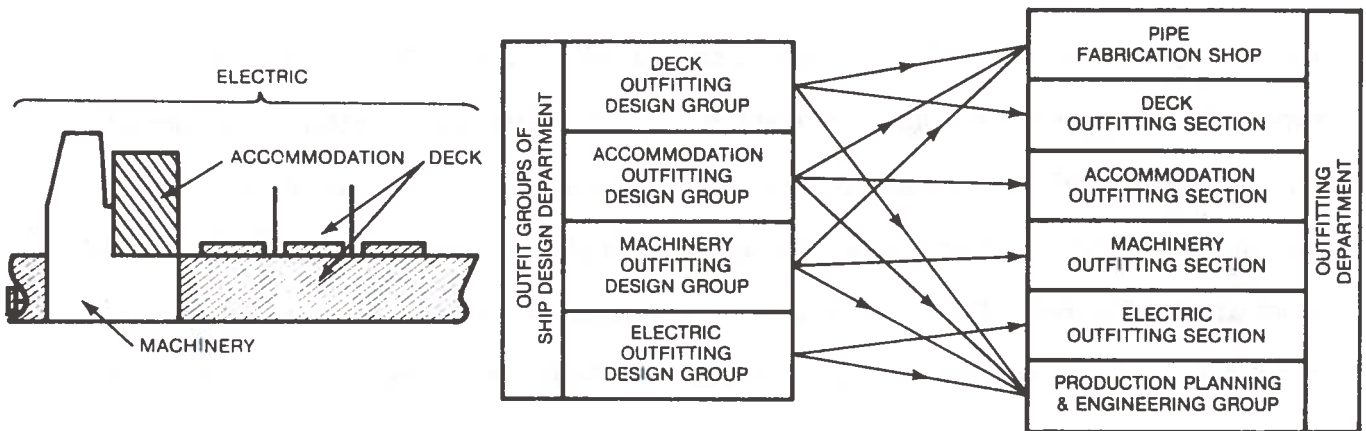 ELECTRIC
ACCOMMODATION
DECK
MACHINERY
OUTFIT GROUPS OF
SHIP DESIGN DEPARTMENT
DECK
OUTFITTING
DESIGN GROUP
ACCOMMODATION
OUTFITTING
DESIGN GROUP
MACHINERY
OUTFITTING
DESIGN GROUP
ELECTRIC
OUTFITTING
DESIGN GROUP
PIPE
FABRICATION SHOP
DECK
OUTFITTING SECTION
ACCOMMODATION
OUTFITTING SECTION
MACHINERY
OUTFITTING SECTION
ELECTRIC
OUTFITTING SECTION
PRODUCTION PLANNING
& ENGINEERING GROUP
OUTFITTING
DEPARTMENT